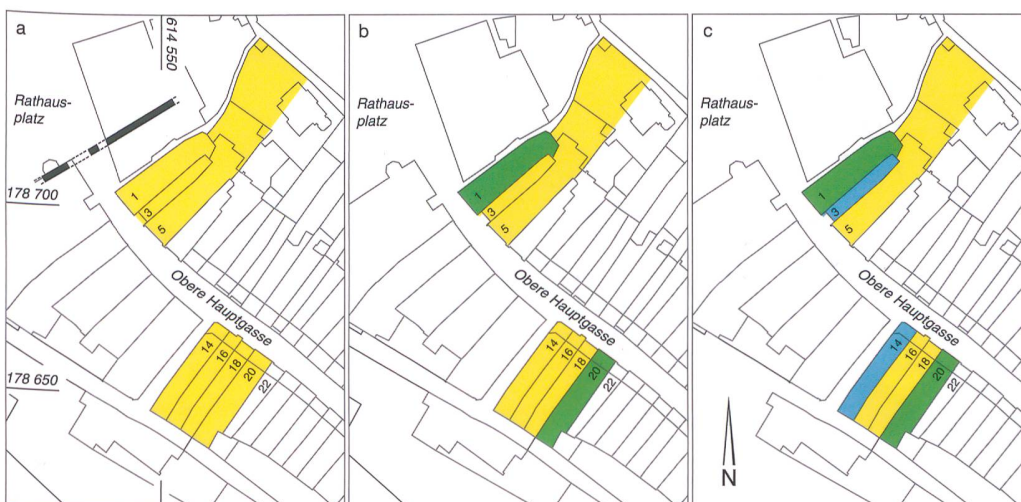 a
614 550
Rathaus-
platz
178 700
1
3
5
Obere Hauptgasse
14
16
18
20
22
178 650
b
Rathaus-
platz
1
3
5
Obere Hauptgasse
14
16
18
20
22
c
Rathaus-
platz
1
3
5
Obere Hauptgasse
14
16
18
20
22
N